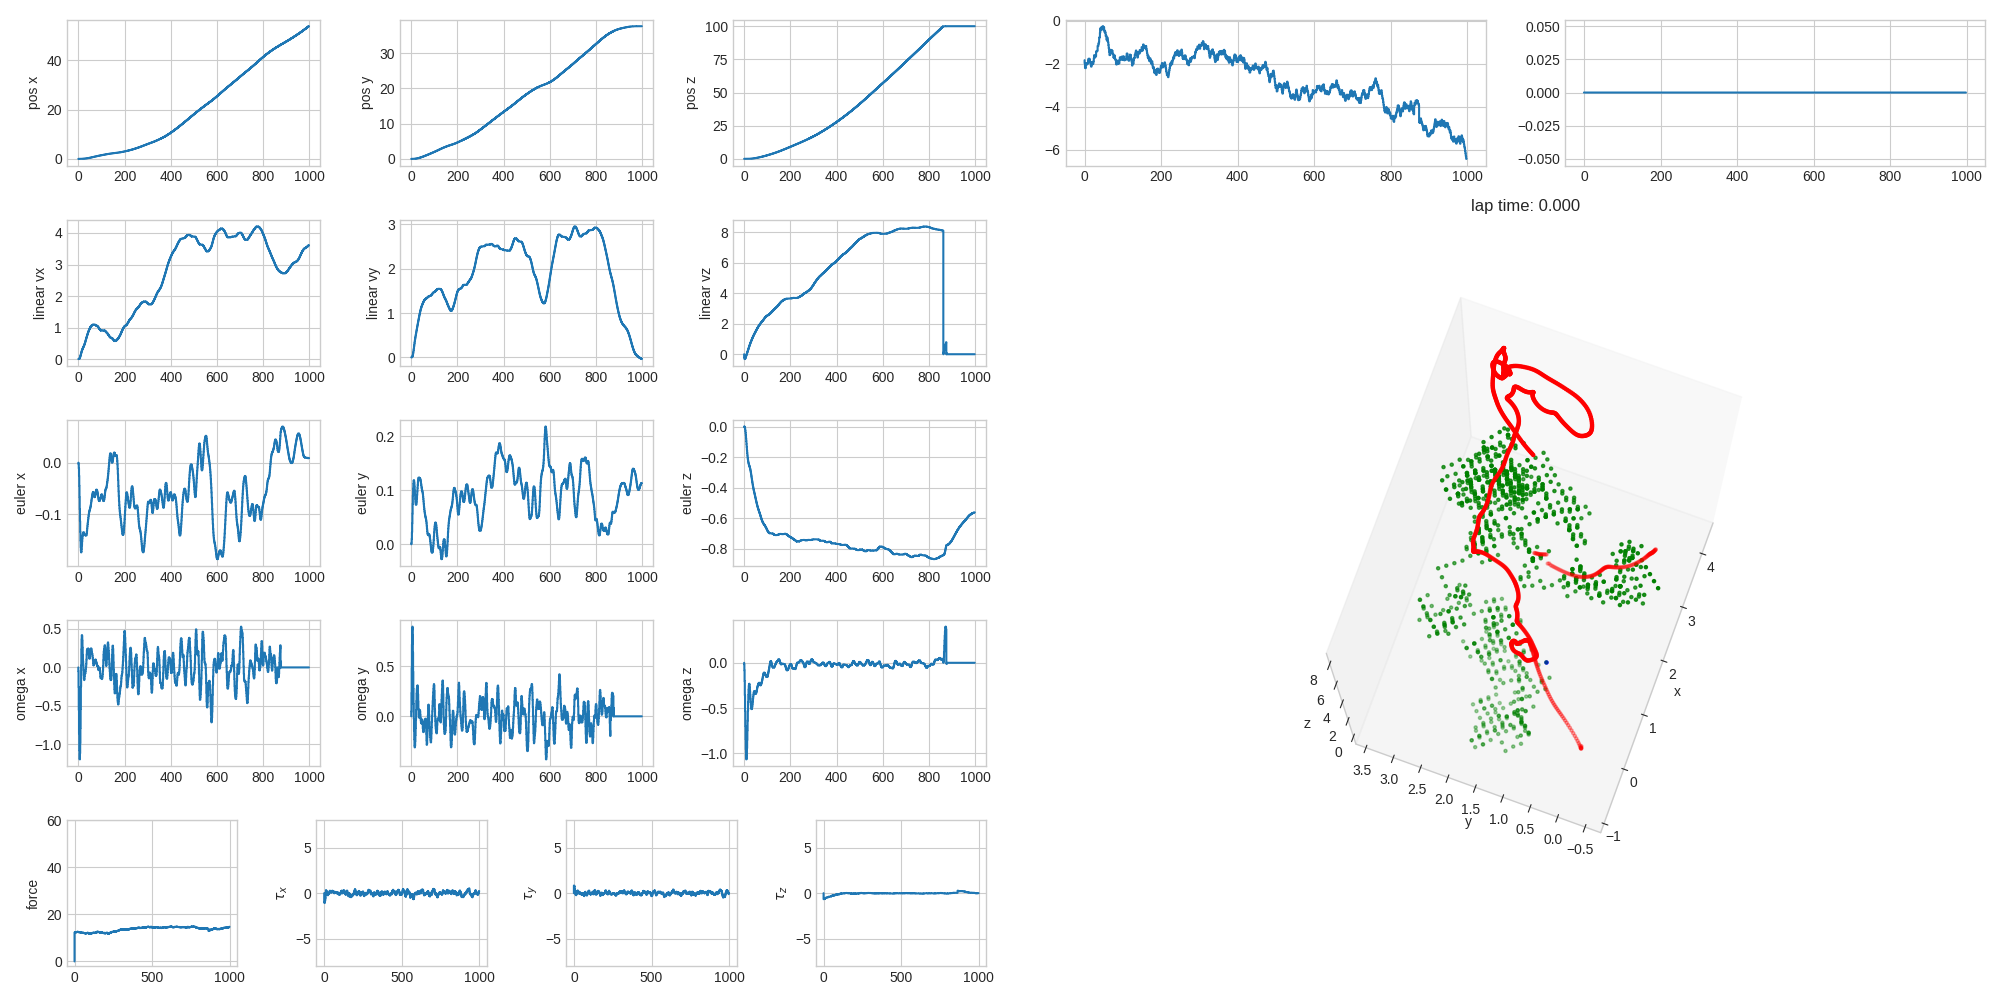 pos x
40
20
0
0 200 400 600 800 1000
pos y
30
20
10
0
0 200 400 600 800 1000
pos z
100
75
50
25
0
0 200 400 600 800 1000
0
−2
−4
−6
0 200 400 600 800 1000
0.050
0.025
0.000
−0.025
−0.050
0 200 400 600 800 1000
linear vx
4
3
2
1
0
0 200 400 600 800 1000
linear vy
3
2
1
0
0 200 400 600 800 1000
linear vz
8
6
4
2
0
0 200 400 600 800 1000
lap time: 0.000
euler x
0.0
−0.1
0 200 400 600 800 1000
euler y
0.2
0.1
0.0
0 200 400 600 800 1000
euler z
0.0
−0.2
−0.4
−0.6
−0.8
0 200 400 600 800 1000
omega x
0.5
0.0
−0.5
−1.0
0 200 400 600 800 1000
omega y
0.5
0.0
0 200 400 600 800 1000
omega z
0.0
−0.5
−1.0
0 200 400 600 800 1000
force
60
40
20
0
0 500 1000
τx
5
0
−5
0 500 1000
τy
5
0
−5
0 500 1000
τz
5
0
−5
0 500 1000
z
8
6
4
2
0
y
3.5
3.0
2.5
2.0
1.5
1.0
0.5
0.0
−0.5
x
−1
0
1
2
3
4